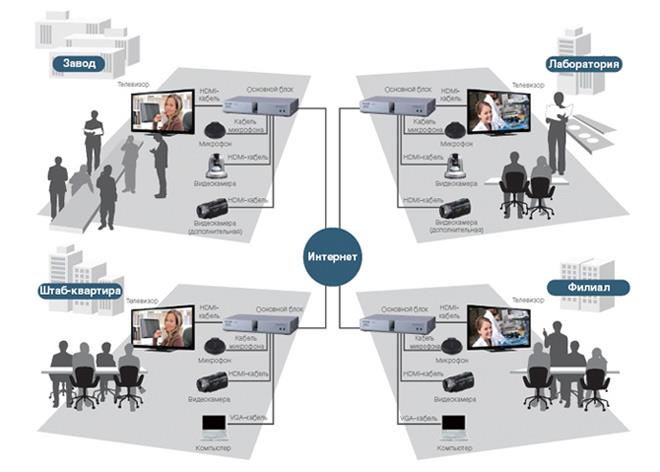 Завод
Телевизор
HDMI-
кабель
Основной блок
Кабель
микрофона
Микрофон
HDMI-кабель
Видеокамера
HDMI-кабель
Видеокамера
(дополнительная)
Лаборатория
Основной блок
HDMI-
кабель
Телевизор
Кабель
микрофона
Микрофон
HDMI-кабель
Видеокамера
HDMI-кабель
Видеокамера
(дополнительная)
Интернет
Штаб-квартира
Телевизор
HDMI-
кабель
Основной блок
Кабель
микрофона
Микрофон
HDMI-кабель
Видеокамера
VGA-кабель
Компьютер
Филиал
Основной блок
HDMI-
кабель
Телевизор
Кабель
микрофона
Микрофон
HDMI-кабель
Видеокамера
VGA-кабель
Компьютер